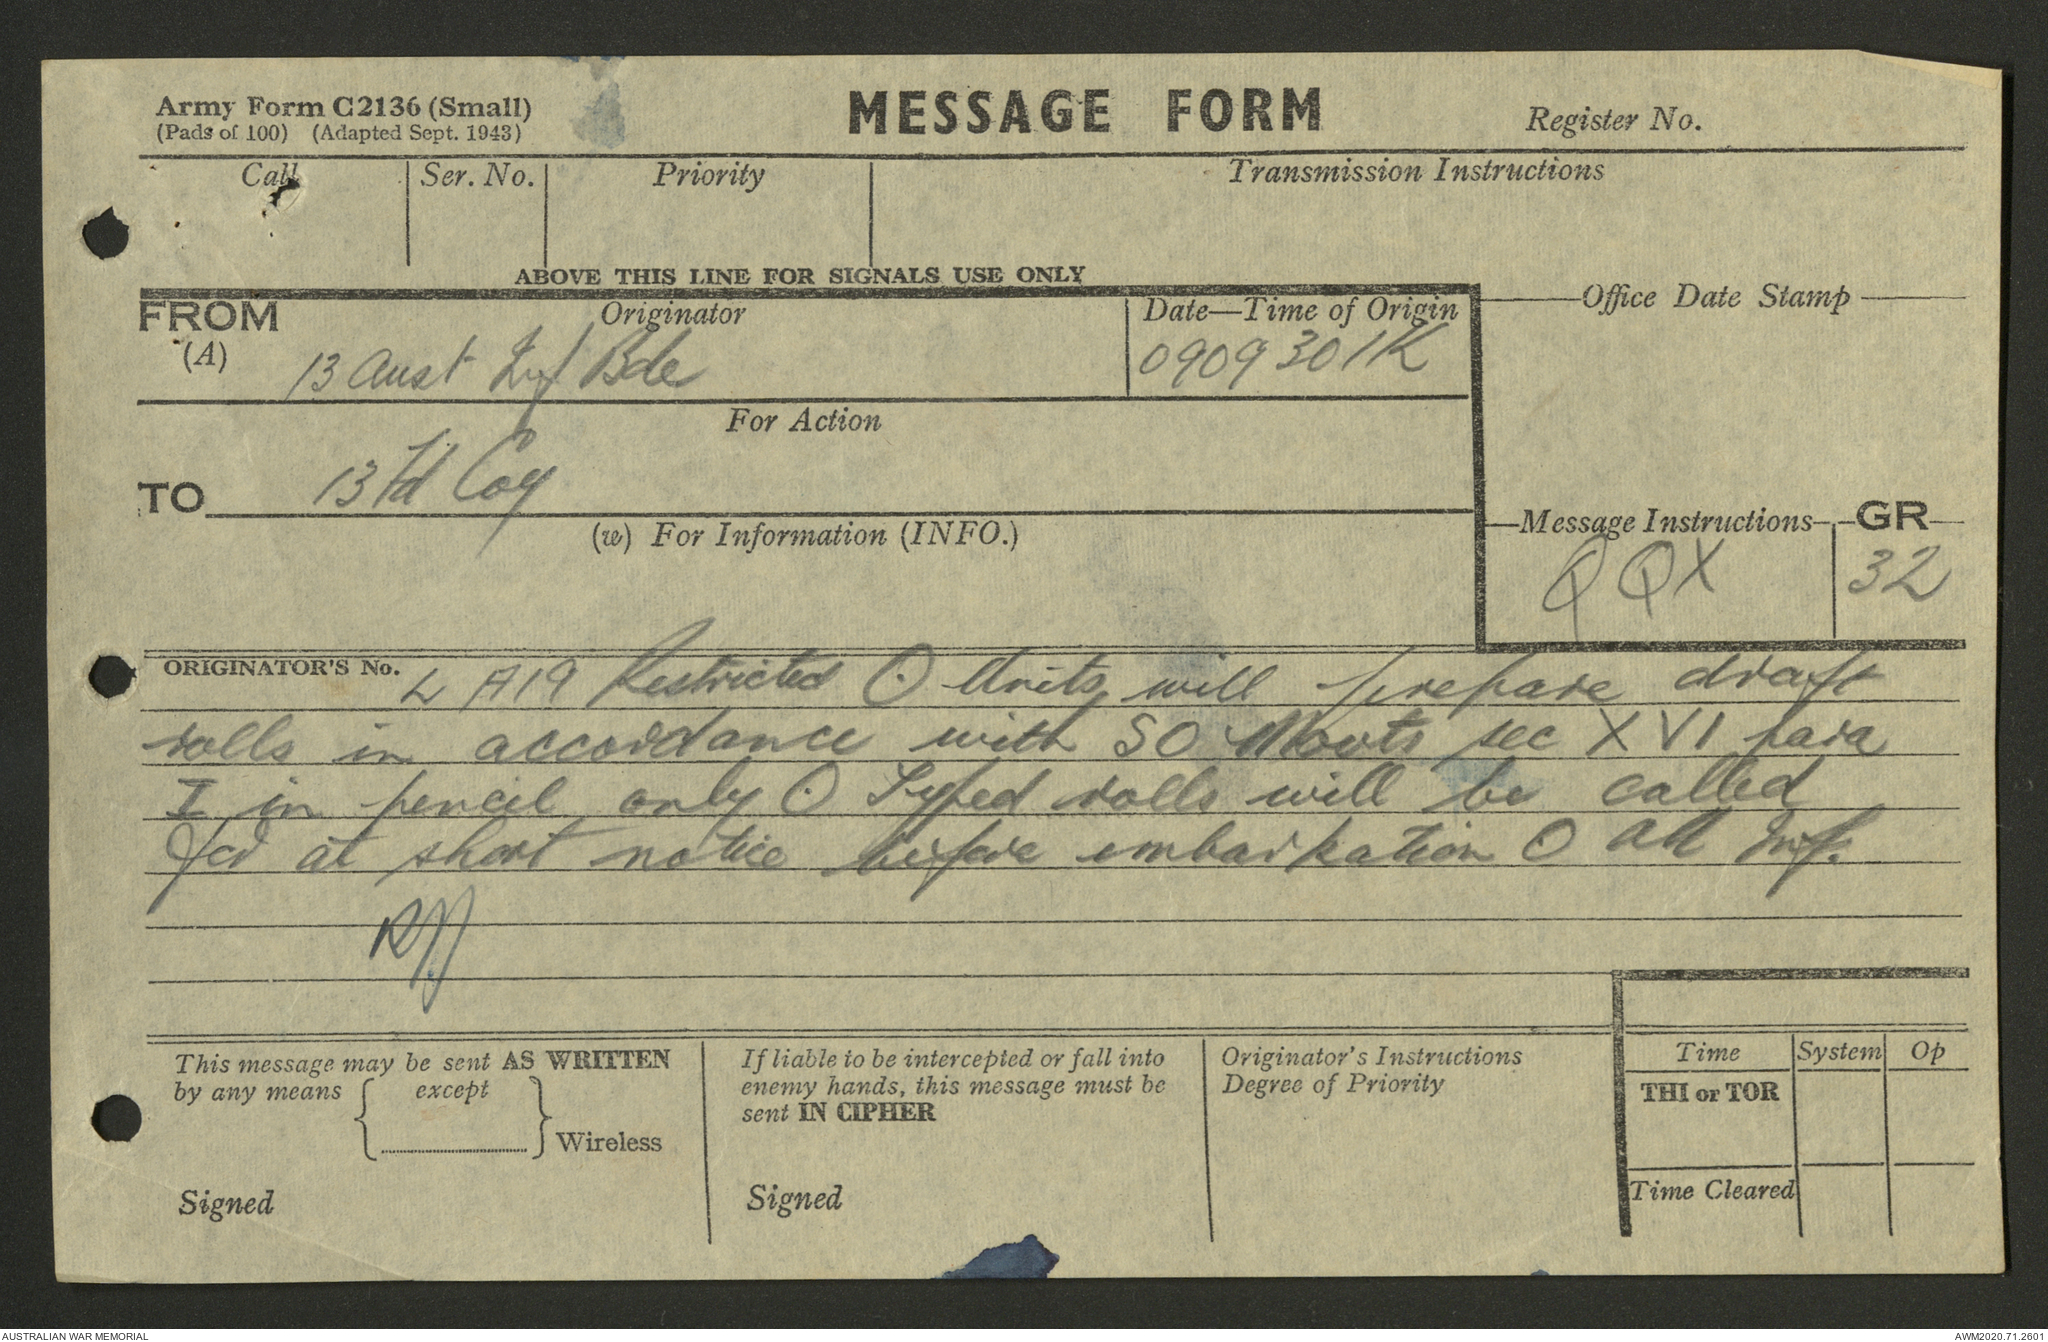 Army Form C2136 (Small)
(Pads of 100) (Adapted Sept. 1943)
MESSAGE FORM
Register No.
Call
Ser. No.
Priority
Transmission Instructions
ABOVE THIS LINE FOR SIGNALS USE ONLY
FROM
(A)
Originator
13 Aust Inf Bde
Date—Time of Origin
090930 1K
Office Date Stamp
For Action
TO
13 Fd Coy
(w) For Information (INFO.)
Message Instructions
GR
QQX
32
ORIGINATOR'S No.
L A19 Restricted O Units will prepare draft
rolls in accordance with SO Movts sec XVI para
I in pencil only O Typed rolls will be called
for at short notice before embarkation O all inf.
This message may be sent AS WRITTEN
by any means
except
Wireless
Signed
If liable to be intercepted or fall into
enemy hands, this message must be
sent IN CIPHER
Signed
Originator's Instructions
Degree of Priority
Time
System
Op
THI or TOR
Time Cleared
AUSTRALIAN WAR MEMORIAL
AWM2020.71.2601